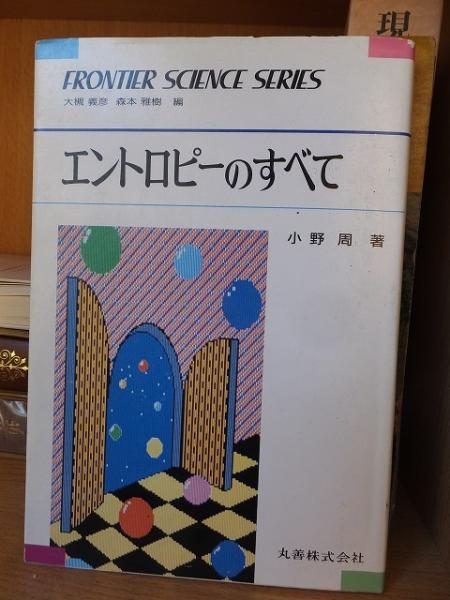 現
FRONTIER SCIENCE SERIES
大槻 義彦 森本 雅樹 編
エントロピーのすべて
小野 周 著
丸善株式会社